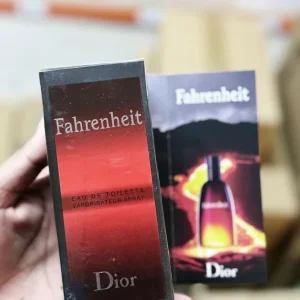 Fahrenheit
EAU DE TOILETTE
VAPORISATEUR-SPRAY
Dior
Fahrenheit
Fahrenheit
Dior